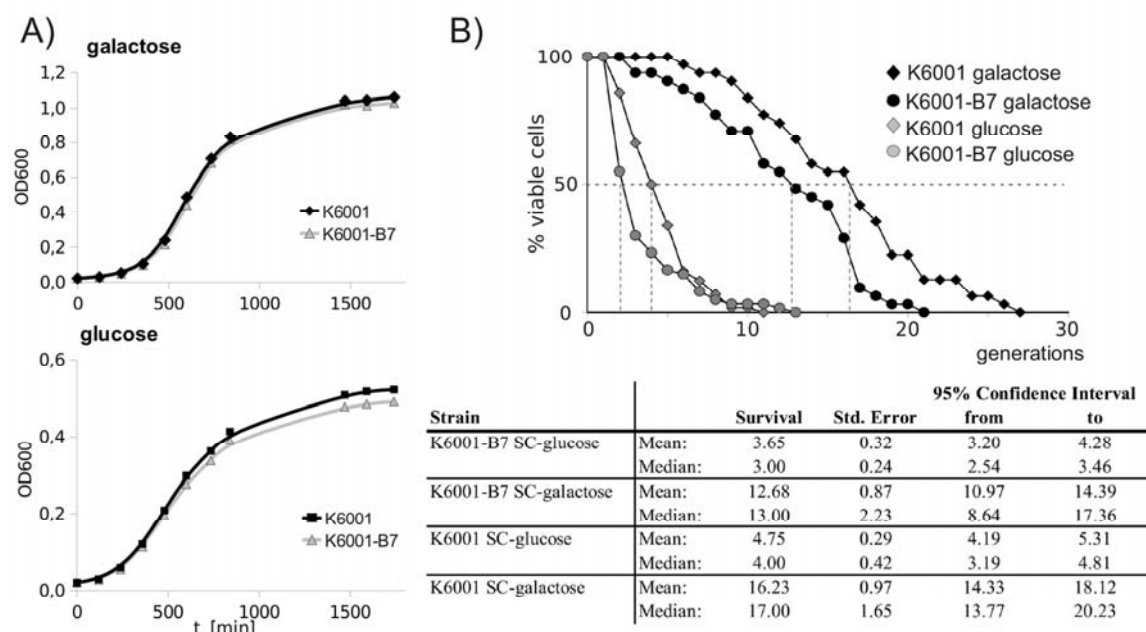 A)
galactose
1,2
1,0
0,8
0,6
0,4
0,2
0,0
OD600
K6001
K6001-B7
0 500 1000 1500
glucose
0,6
0,4
0,2
0,0
OD600
K6001
K6001-B7
0 500 1000 1500
t [min]
B)
100
50
0
% viable cells
K6001 galactose
K6001-B7 galactose
K6001 glucose
K6001-B7 glucose
0 10 20 30
generations
95% Confidence Interval
Strain Survival Std. Error from to
K6001-B7 SC-glucose Mean: 3.65 0.32 3.20 4.28
Median: 3.00 0.24 2.54 3.46
K6001-B7 SC-galactose Mean: 12.68 0.87 10.97 14.39
Median: 13.00 2.23 8.64 17.36
K6001 SC-glucose Mean: 4.75 0.29 4.19 5.31
Median: 4.00 0.42 3.19 4.81
K6001 SC-galactose Mean: 16.23 0.97 14.33 18.12
Median: 17.00 1.65 13.77 20.23